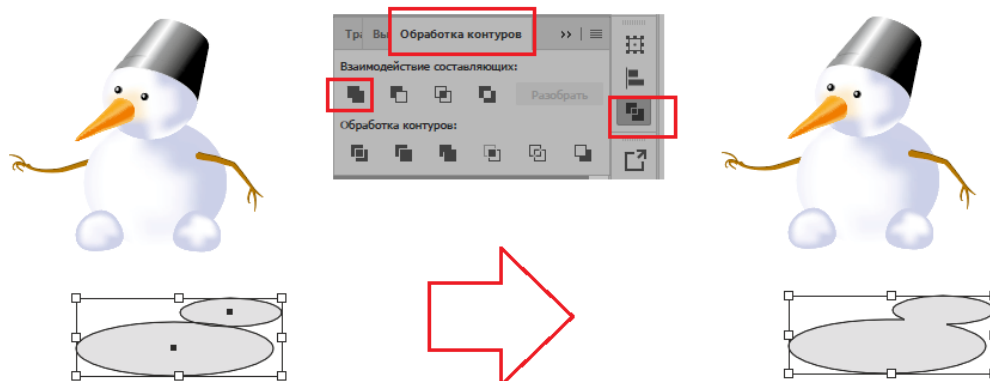 Тра Вы Обработка контуров
Взаимодействие составляющих:
Разобрать
Обработка контуров: